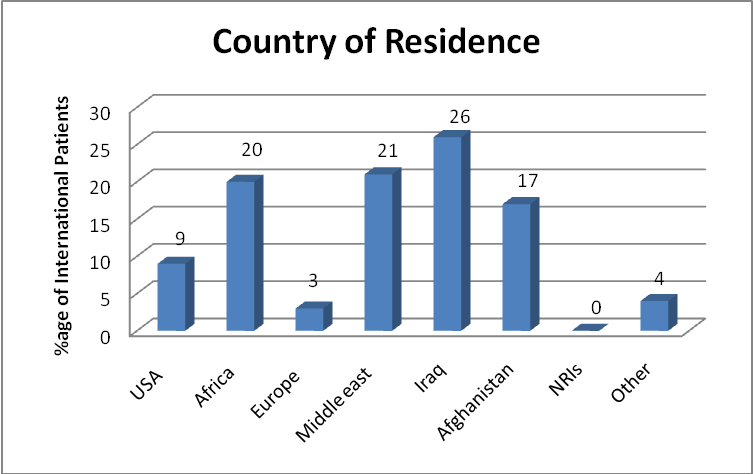 Country of Residence
%age of International Patients
30
25
20
15
10
5
0
9
20
3
21
26
17
0
4
USA
Africa
Europe
Middle east
Iraq
Afghanistan
NRIs
Other